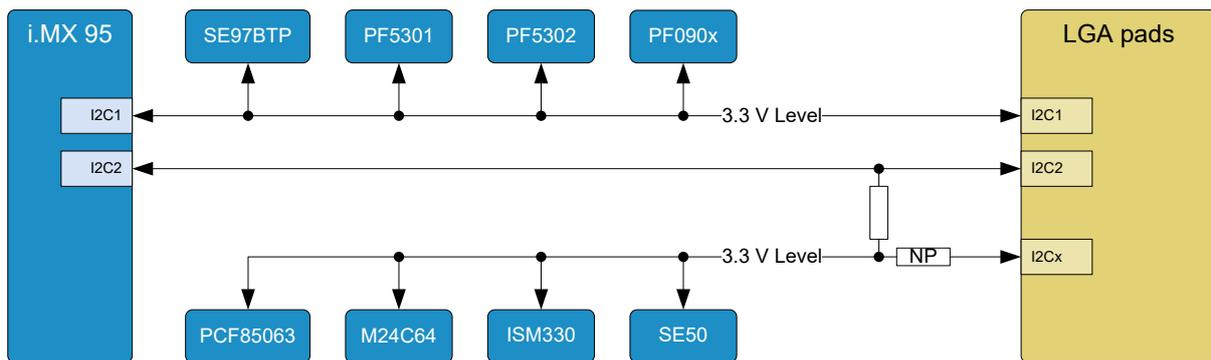 i.MX 95
SE97BTP
PF5301
PF5302
PF090x
LGA pads
I2C1
3.3 V Level
I2C1
I2C2
I2C2
3.3 V Level
NP
I2Cx
PCF85063
M24C64
ISM330
SE50